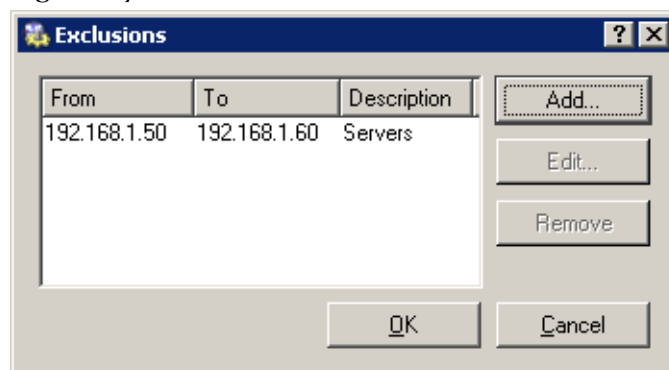 Exclusions
From To Description
192.168.1.50 192.168.1.60 Servers
Add...
Edit...
Remove
OK Cancel